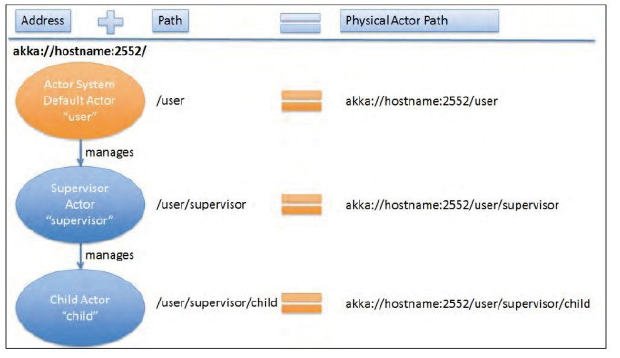 Address
Path
Physical Actor Path
akka://hostname:2552/
Actor System
Default Actor
"user"
/user
akka://hostname:2552/user
manages
Supervisor
Actor
"supervisor"
/user/supervisor
akka://hostname:2552/user/supervisor
manages
Child Actor
"child"
/user/supervisor/child
akka://hostname:2552/user/supervisor/child